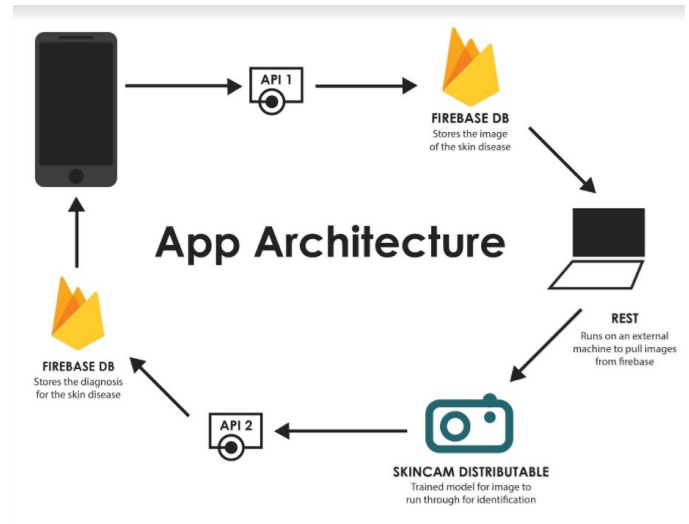 API 1
FIREBASE DB
Stores the image
of the skin disease
App Architecture
REST
Runs on an external
machine to pull images
from firebase
FIREBASE DB
Stores the diagnosis
for the skin disease
API 2
SKINCAM DISTRIBUTABLE
Trained model for image to
run through for identification